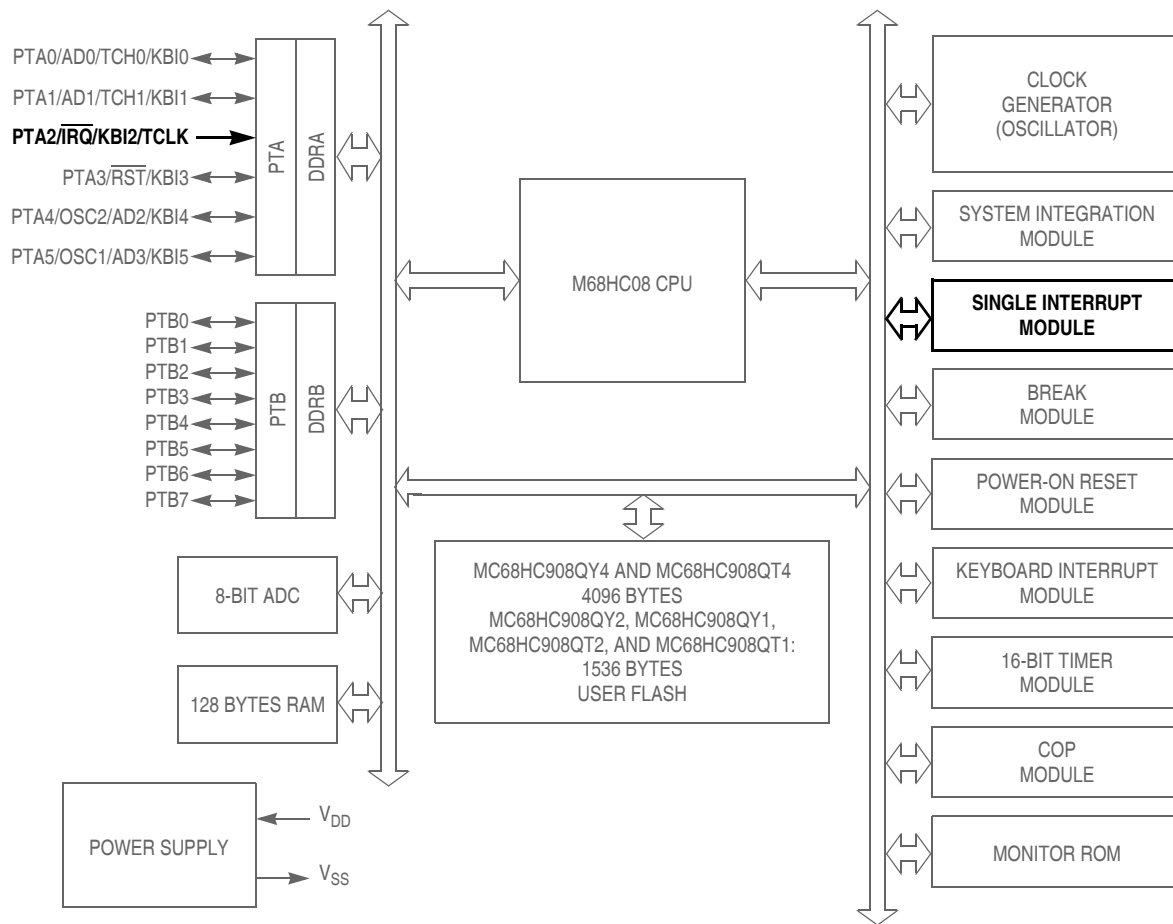 PTA0/AD0/TCH0/KBI0
PTA1/AD1/TCH1/KBI1
PTA2/I̅R̅Q̅/KBI2/TCLK
PTA3/R̅S̅T̅/KBI3
PTA4/OSC2/AD2/KBI4
PTA5/OSC1/AD3/KBI5
PTA
DDRA
PTB0
PTB1
PTB2
PTB3
PTB4
PTB5
PTB6
PTB7
PTB
DDRB
8-BIT ADC
128 BYTES RAM
POWER SUPPLY
VDD
VSS
M68HC08 CPU
MC68HC908QY4 AND MC68HC908QT4
4096 BYTES
MC68HC908QY2, MC68HC908QY1,
MC68HC908QT2, AND MC68HC908QT1:
1536 BYTES
USER FLASH
CLOCK
GENERATOR
(OSCILLATOR)
SYSTEM INTEGRATION
MODULE
SINGLE INTERRUPT
MODULE
BREAK
MODULE
POWER-ON RESET
MODULE
KEYBOARD INTERRUPT
MODULE
16-BIT TIMER
MODULE
COP
MODULE
MONITOR ROM